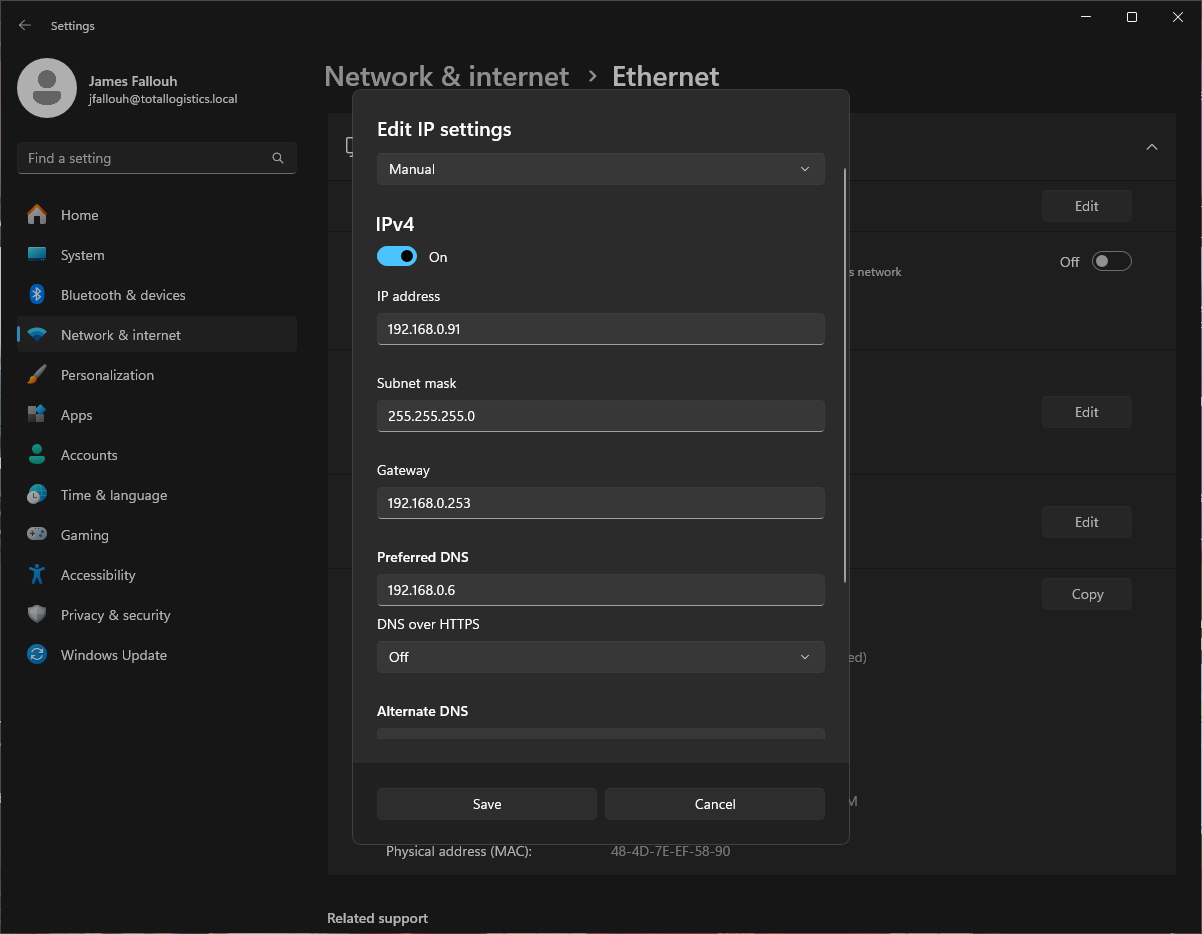 Settings
James Fallouh
jfallouh@totallogistics.local
Find a setting
Home
System
Bluetooth & devices
Network & internet
Personalization
Apps
Accounts
Time & language
Gaming
Accessibility
Privacy & security
Windows Update
Network & internet > Ethernet
Edit IP settings
Manual
IPv4
On
IP address
192.168.0.91
Subnet mask
255.255.255.0
Gateway
192.168.0.253
Preferred DNS
192.168.0.6
DNS over HTTPS
Off
Alternate DNS
Save
Cancel
Edit
s network
Off
Edit
Edit
Copy
ed)
M
Physical address (MAC):
48-4D-7E-EF-58-90
Related support